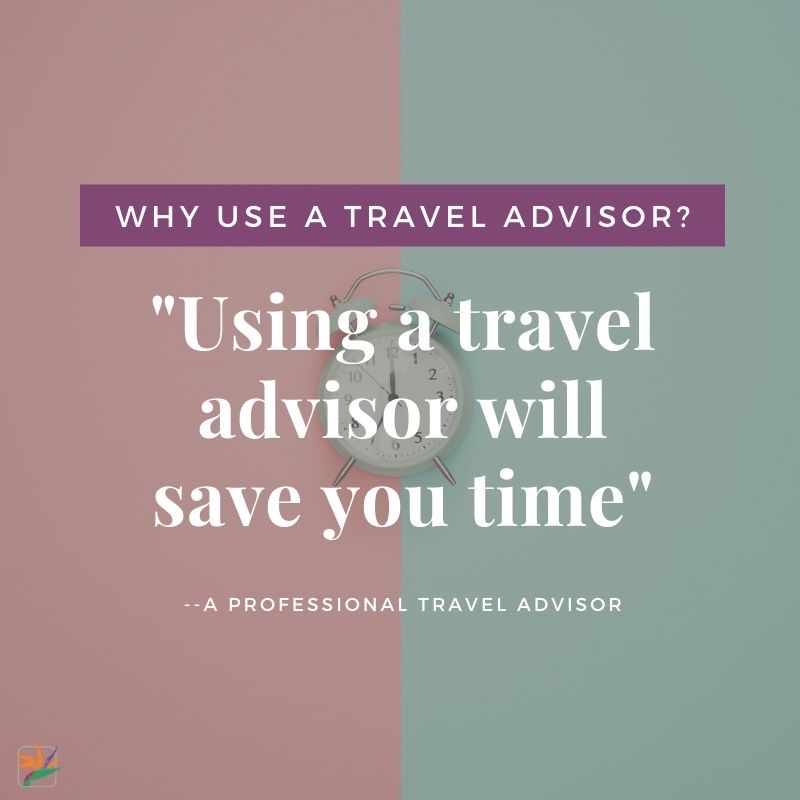 WHY USE A TRAVEL ADVISOR?
"Using a travel
advisor will
save you time"
--A PROFESSIONAL TRAVEL ADVISOR